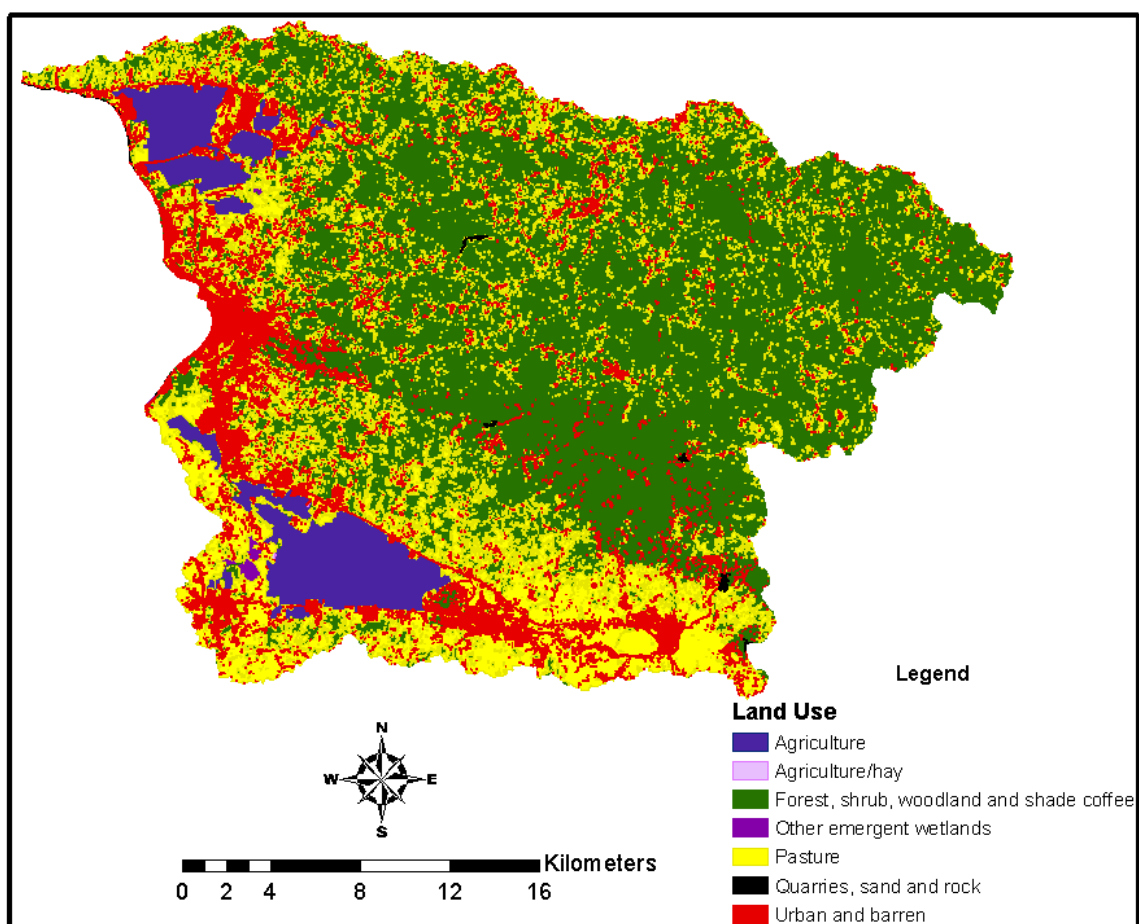 Legend
Land Use
Agriculture
Agriculture/hay
Forest, shrub, woodland and shade coffee
Other emergent wetlands
Pasture
Quarries, sand and rock
Urban and barren
N
W E
S
Kilometers
0 2 4 8 12 16